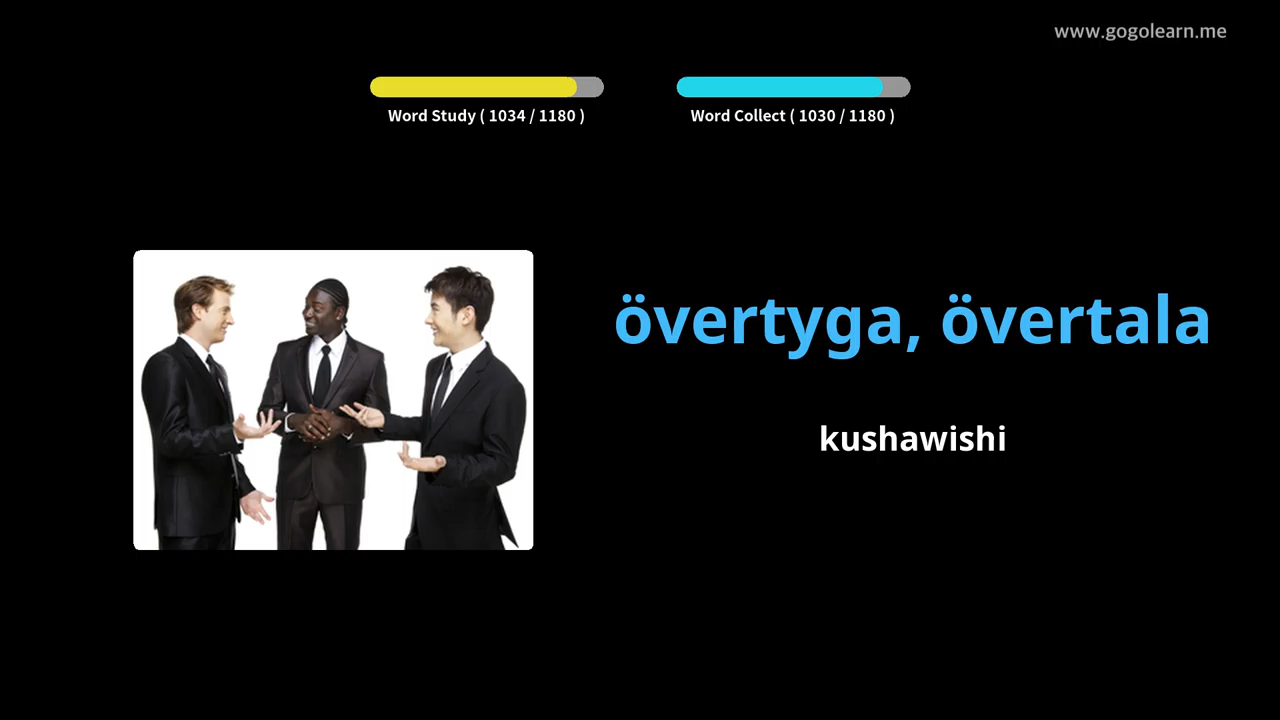 www.gogolearn.me
Word Study ( 1034 / 1180 )
Word Collect ( 1030 / 1180 )
övertyga, övertala
kushawishi